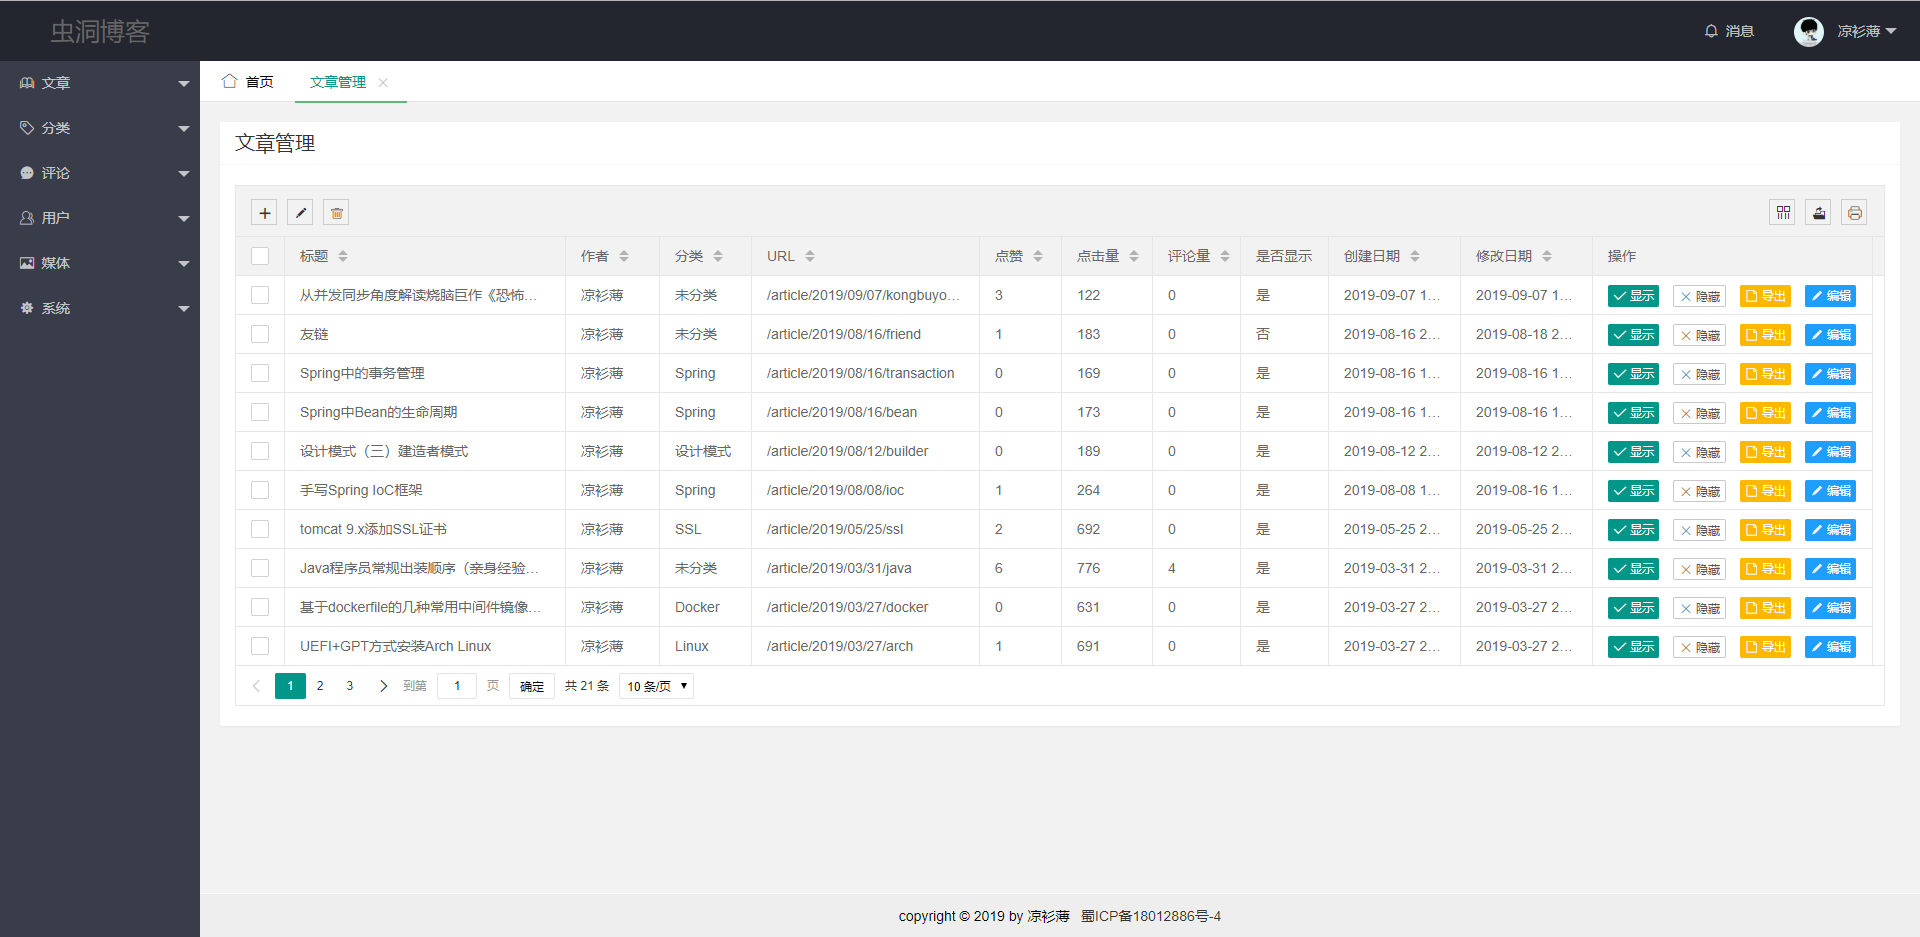 虫洞博客
消息 凉衫薄
文章
分类
评论
用户
媒体
系统
首页 文章管理
文章管理
标题 作者 分类 URL 点赞 点击量 评论量 是否显示 创建日期 修改日期 操作
从并发同步角度解读烧脑巨作《恐怖... 凉衫薄 未分类 /article/2019/09/07/kongbuyo... 3 122 0 是 2019-09-07 1... 2019-09-07 1... 显示 隐藏 导出 编辑
友链 凉衫薄 未分类 /article/2019/08/16/friend 1 183 0 否 2019-08-16 2... 2019-08-18 2... 显示 隐藏 导出 编辑
Spring中的事务管理 凉衫薄 Spring /article/2019/08/16/transaction 0 169 0 是 2019-08-16 1... 2019-08-16 1... 显示 隐藏 导出 编辑
Spring中Bean的生命周期 凉衫薄 Spring /article/2019/08/16/bean 0 173 0 是 2019-08-16 1... 2019-08-16 1... 显示 隐藏 导出 编辑
设计模式（三）建造者模式 凉衫薄 设计模式 /article/2019/08/12/builder 0 189 0 是 2019-08-12 2... 2019-08-12 2... 显示 隐藏 导出 编辑
手写Spring IoC框架 凉衫薄 Spring /article/2019/08/08/ioc 1 264 0 是 2019-08-08 1... 2019-08-16 1... 显示 隐藏 导出 编辑
tomcat 9.x添加SSL证书 凉衫薄 SSL /article/2019/05/25/ssl 2 692 0 是 2019-05-25 2... 2019-05-25 2... 显示 隐藏 导出 编辑
Java程序员常规出装顺序（亲身经验... 凉衫薄 未分类 /article/2019/03/31/java 6 776 4 是 2019-03-31 2... 2019-03-31 2... 显示 隐藏 导出 编辑
基于dockerfile的几种常用中间件镜像... 凉衫薄 Docker /article/2019/03/27/docker 0 631 0 是 2019-03-27 2... 2019-03-27 2... 显示 隐藏 导出 编辑
UEFI+GPT方式安装Arch Linux 凉衫薄 Linux /article/2019/03/27/arch 1 691 0 是 2019-03-27 2... 2019-03-27 2... 显示 隐藏 导出 编辑
1 2 3 到第 1 页 确定 共 21 条 10 条/页
copyright © 2019 by 凉衫薄 蜀ICP备18012886号-4